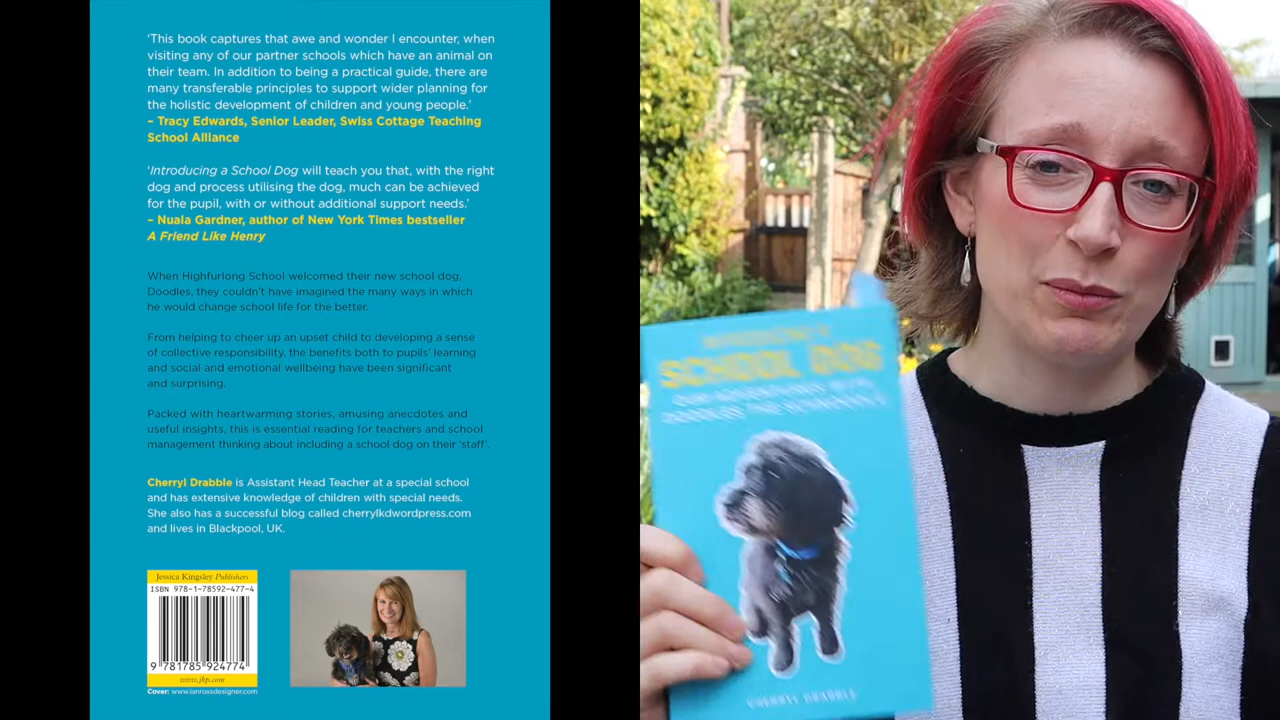 ‘This book captures that awe and wonder I encounter, when
visiting any of our partner schools which have an animal on
their team. In addition to being a practical guide, there are
many transferable principles to support wider planning for
the holistic development of children and young people.’
– Tracy Edwards, Senior Leader, Swiss Cottage Teaching
School Alliance
‘Introducing a School Dog will teach you that, with the right
dog and process utilising the dog, much can be achieved
for the pupil, with or without additional support needs.’
– Nuala Gardner, author of New York Times bestseller
A Friend Like Henry
When Highfurlong School welcomed their new school dog,
Doodles, they couldn’t have imagined the many ways in which
he would change school life for the better.
From helping to cheer up an upset child to developing a sense
of collective responsibility, the benefits both to pupils’ learning
and social and emotional wellbeing have been significant
and surprising.
Packed with heartwarming stories, amusing anecdotes and
useful insights, this is essential reading for teachers and school
management thinking about including a school dog on their ‘staff’.
Cherryl Drabble is Assistant Head Teacher at a special school
and has extensive knowledge of children with special needs.
She also has a successful blog called cherrylkdwordpress.com
and lives in Blackpool, UK.
Jessica Kingsley Publishers
ISBN 978-1-78592-477-4
9 781785 924774
www.jkp.com
Cover: www.ianrossdesigner.com
SCHOOL DOG
CHERRYL DRABBLE